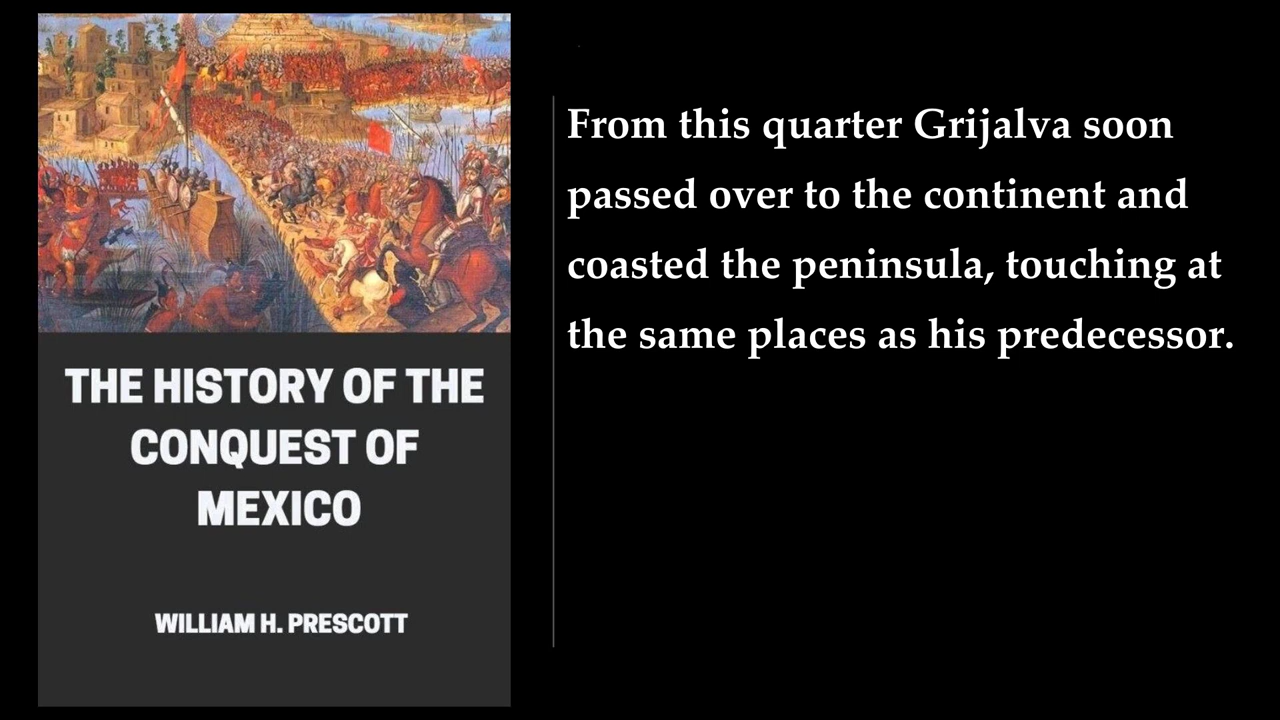 THE HISTORY OF THE
CONQUEST OF
MEXICO
WILLIAM H. PRESCOTT
From this quarter Grijalva soon
passed over to the continent and
coasted the peninsula, touching at
the same places as his predecessor.